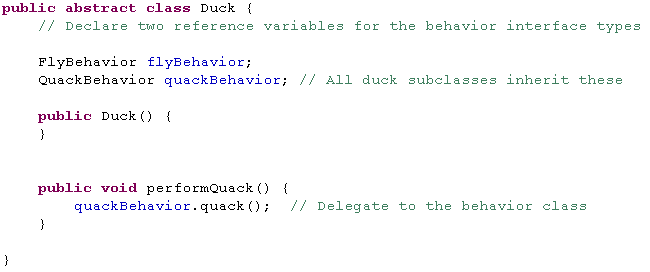 public abstract class Duck {
    // Declare two reference variables for the behavior interface types
    FlyBehavior flyBehavior;
    QuackBehavior quackBehavior; // All duck subclasses inherit these
    public Duck() {
    }
    public void performQuack() {
        quackBehavior.quack();  // Delegate to the behavior class
    }
}